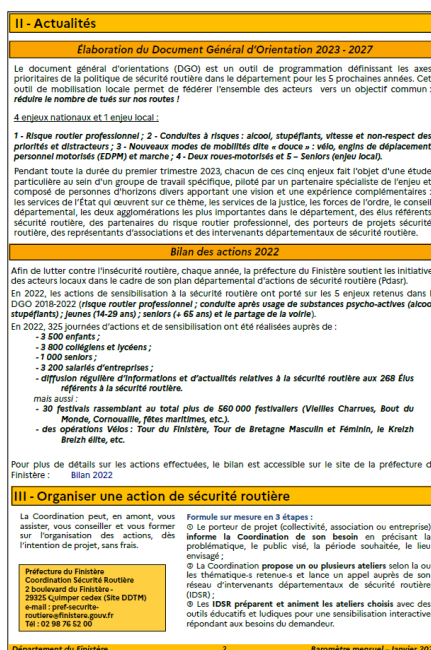 II - Actualités
Élaboration du Document Général d'Orientation 2023 - 2027
Le document général d'orientations (DGO) est un outil de programmation définissant les axes
prioritaires de la politique de sécurité routière dans le département pour les 5 prochaines années. Cet
outil de mobilisation locale permet de fédérer l'ensemble des acteurs vers un objectif commun :
réduire le nombre de tués sur nos routes !
4 enjeux nationaux et 1 enjeu local :
1 - Risque routier professionnel ; 2 - Conduites à risques : alcool, stupéfiants, vitesse et non-respect des
priorités et distracteurs ; 3 - Nouveaux modes de mobilités dite « douce » : vélo, engins de déplacement
personnel motorisés (EDPM) et marche ; 4 - Deux roues-motorisés et 5 – Seniors (enjeu local).
Pendant toute la durée du premier trimestre 2023, chacun de ces cinq enjeux fait l'objet d'une étude
particulière au sein d'un groupe de travail spécifique, piloté par un partenaire spécialiste de l'enjeu et
composé de personnes d'horizons divers apportant une vision et une expérience complémentaires :
les services de l'État qui œuvrent sur ce thème, les services de la justice, les forces de l'ordre, le conseil
départemental, les deux agglomérations les plus importantes dans le département, des élus référents
sécurité routière, des partenaires du risque routier professionnel, des porteurs de projets sécurité
routière, des représentants d'associations et des intervenants départementaux de sécurité routière.
Bilan des actions 2022
Afin de lutter contre l'insécurité routière, chaque année, la préfecture du Finistère soutient les initiative
des acteurs locaux dans le cadre de son plan départemental d'actions de sécurité routière (Pdasr).
En 2022, les actions de sensibilisation à la sécurité routière ont porté sur les 5 enjeux retenus dans l
DGO 2018-2022 (risque routier professionnel ; conduite après usage de substances psycho-actives (alcoo
stupéfiants) ; jeunes (14-29 ans) ; seniors (+ 65 ans) et le partage de la voirie).
En 2022, 325 journées d'actions et de sensibilisation ont été réalisées auprès de :
- 3 500 enfants ;
- 3 800 collégiens et lycéens ;
- 1 000 seniors ;
- 3 200 salariés d'entreprises ;
- diffusion régulière d'informations et d'actualités relatives à la sécurité routière aux 268 Élus
référents à la sécurité routière.
mais aussi :
- 30 festivals rassemblant au total plus de 560 000 festivaliers (Vieilles Charrues, Bout du
Monde, Cornouaille, fêtes maritimes, etc.).
- des opérations Vélos : Tour du Finistère, Tour de Bretagne Masculin et Féminin, le Kreizh
Breizh élite, etc.
Pour plus de détails sur les actions effectuées, le bilan est accessible sur le site de la préfecture d
Finistère : Bilan 2022
III - Organiser une action de sécurité routière
La Coordination peut, en amont, vous
assister, vous conseiller et vous former
sur l'organisation des actions, dès
l'intention de projet, sans frais.
Préfecture du Finistère
Coordination Sécurité Routière
2 boulevard du Finistère -
29325 Quimper cedex (Site DDTM)
e-mail : pref-securite-
routiere@finistere.gouv.fr
Tél : 02 98 76 52 00
Formule sur mesure en 3 étapes :
① Le porteur de projet (collectivité, association ou entreprise)
informe la Coordination de son besoin en précisant la
problématique, le public visé, la période souhaitée, le lieu
envisagé ;
② La Coordination propose un ou plusieurs ateliers selon la ou
les thématique-s retenue-s et lance un appel auprès de son
réseau d'intervenants départementaux de sécurité routière
(IDSR) ;
③ Les IDSR préparent et animent les ateliers choisis avec des
outils éducatifs et ludiques pour une sensibilisation interactive
répondant aux besoins du demandeur.
Département du Finistère 2 Baromètre mensuel – Janvier 202